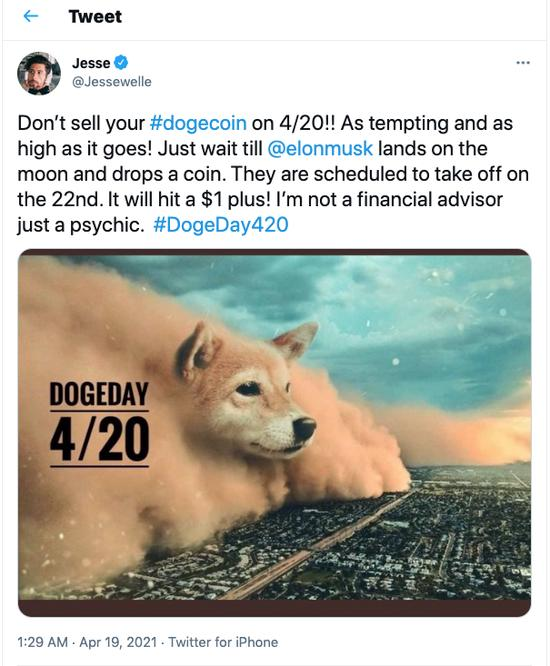 Tweet
Jesse
@Jessewelle
Don't sell your #dogecoin on 4/20!! As tempting and as
high as it goes! Just wait till @elonmusk lands on the
moon and drops a coin. They are scheduled to take off on
the 22nd. It will hit a $1 plus! I'm not a financial advisor
just a psychic. #DogeDay420
DOGEDAY
4/20
1:29 AM · Apr 19, 2021 · Twitter for iPhone